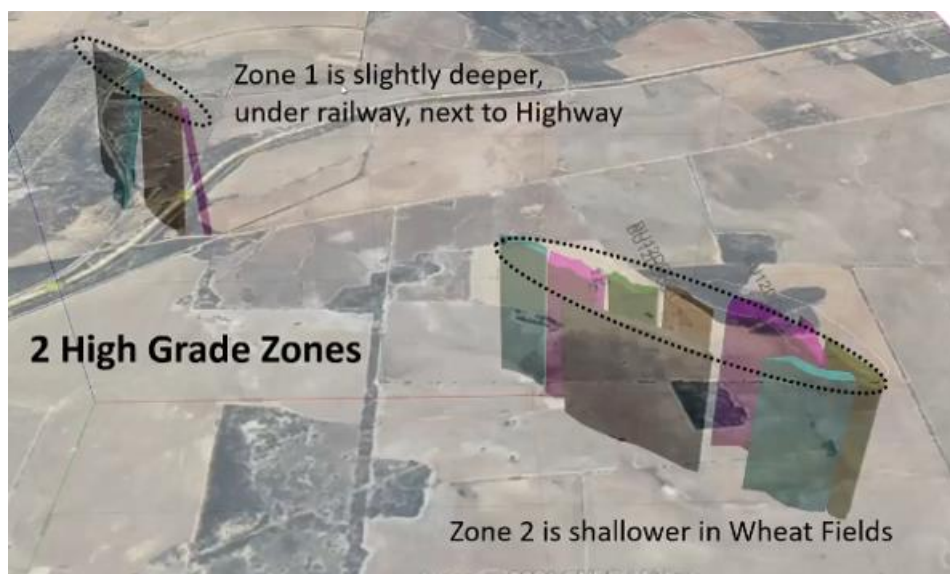 Zone 1 is slightly deeper,
under railway, next to Highway
2 High Grade Zones
Zone 2 is shallower in Wheat Fields